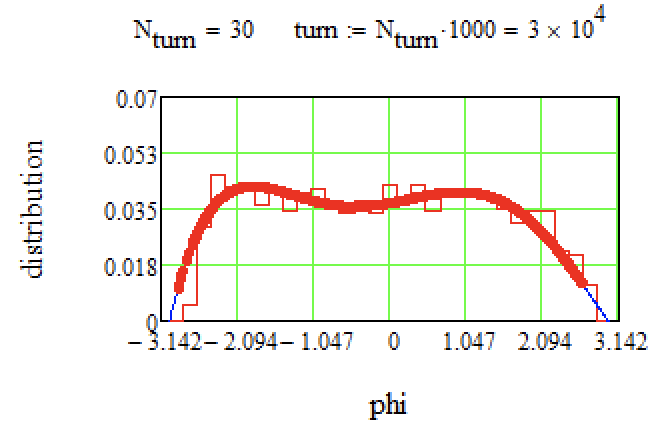 N_turn = 30 turn := N_turn·1000 = 3 × 10^4
0.07
0.053
0.035
0.018
0
distribution
−3.142 −2.094 −1.047 0 1.047 2.094 3.142
phi